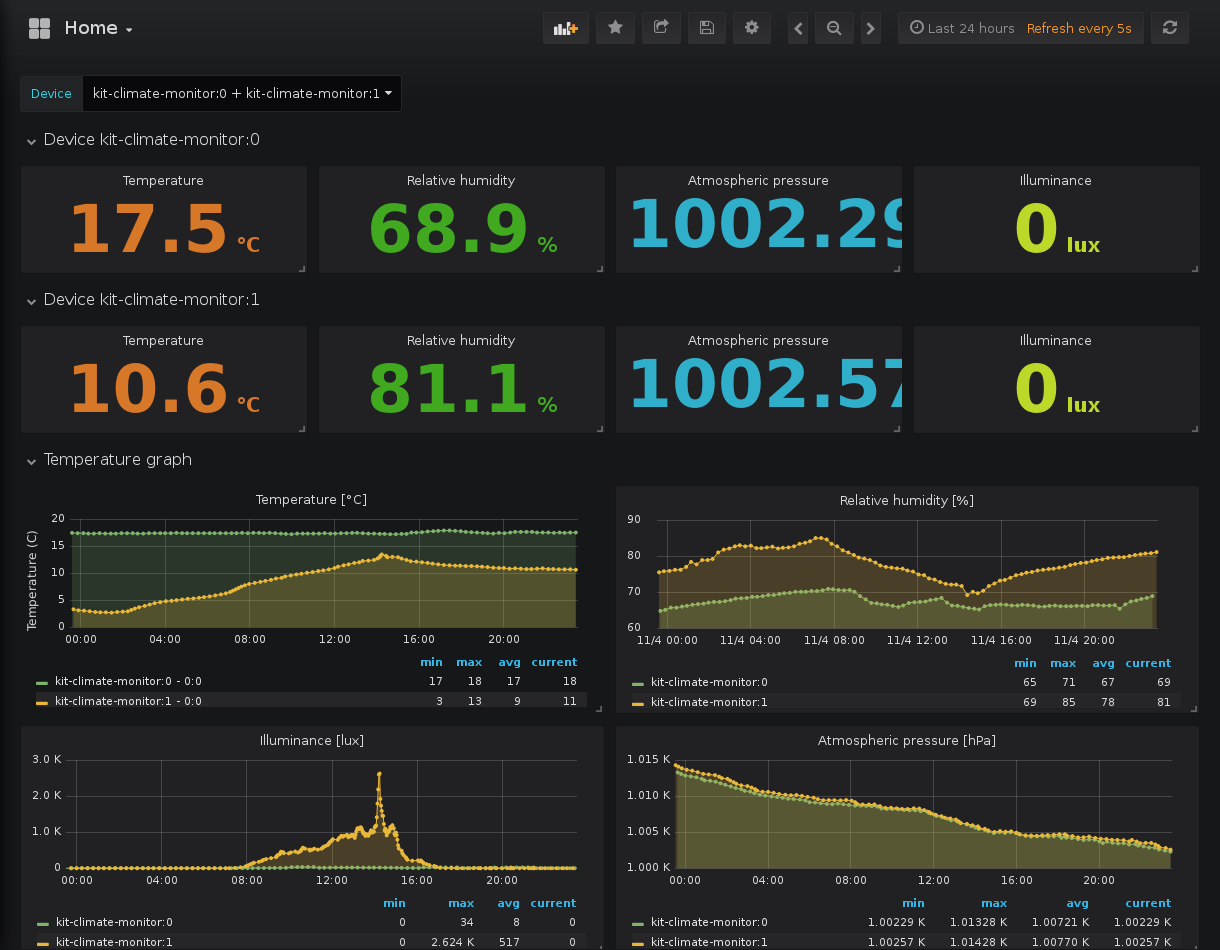 Home
Last 24 hours Refresh every 5s
Device kit-climate-monitor:0 + kit-climate-monitor:1
Device kit-climate-monitor:0
Temperature Relative humidity Atmospheric pressure Illuminance
17.5 °C 68.9 % 1002.29 0 lux
Device kit-climate-monitor:1
Temperature Relative humidity Atmospheric pressure Illuminance
10.6 °C 81.1 % 1002.57 0 lux
Temperature graph
Temperature [°C]
Temperature (C)
20
15
10
5
0
00:00 04:00 08:00 12:00 16:00 20:00
min max avg current
kit-climate-monitor:0 - 0:0 17 18 17 18
kit-climate-monitor:1 - 0:0 3 13 9 11
Relative humidity [%]
90
80
70
60
11/4 00:00 11/4 04:00 11/4 08:00 11/4 12:00 11/4 16:00 11/4 20:00
min max avg current
kit-climate-monitor:0 65 71 67 69
kit-climate-monitor:1 69 85 78 81
Illuminance [lux]
3.0 K
2.0 K
1.0 K
0
00:00 04:00 08:00 12:00 16:00 20:00
min max avg current
kit-climate-monitor:0 0 34 8 0
kit-climate-monitor:1 0 2.624 K 517 0
Atmospheric pressure [hPa]
1.015 K
1.010 K
1.005 K
1.000 K
00:00 04:00 08:00 12:00 16:00 20:00
min max avg current
kit-climate-monitor:0 1.00229 K 1.01328 K 1.00721 K 1.00229 K
kit-climate-monitor:1 1.00257 K 1.01428 K 1.00770 K 1.00257 K